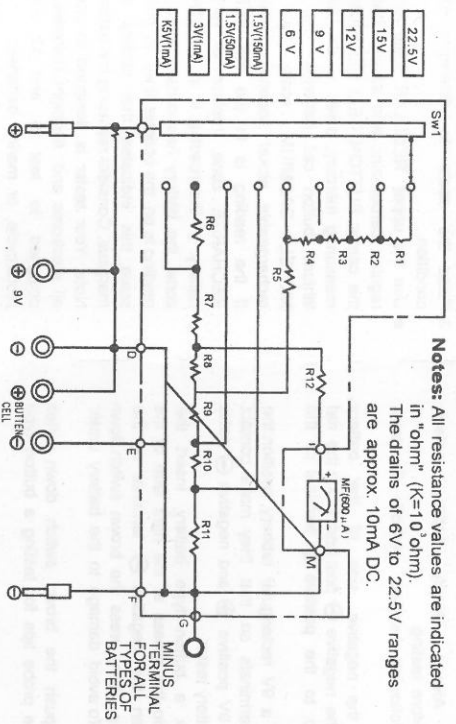 Notes: All resistance values are indicated
in "ohm" (K=10³ohm).
The drains of 6V to 22.5V ranges
are approx. 10mA DC.
22.5V
15V
12V
9 V
6 V
1.5V(150mA)
1.5V(50mA)
3V(1mA)
K5V(1mA)
Sw1
R1
R2
R3
R4
R5
R6
R7
R8
R9
R10
R11
R12
I
+
-
MF(600µA)
M
A
D
E
F
G
⊕
9V
⊖
⊕
BUTTEN
CELL
⊖
⊖
MINUS
TERMINAL
FOR ALL
TYPES OF
BATTERIES